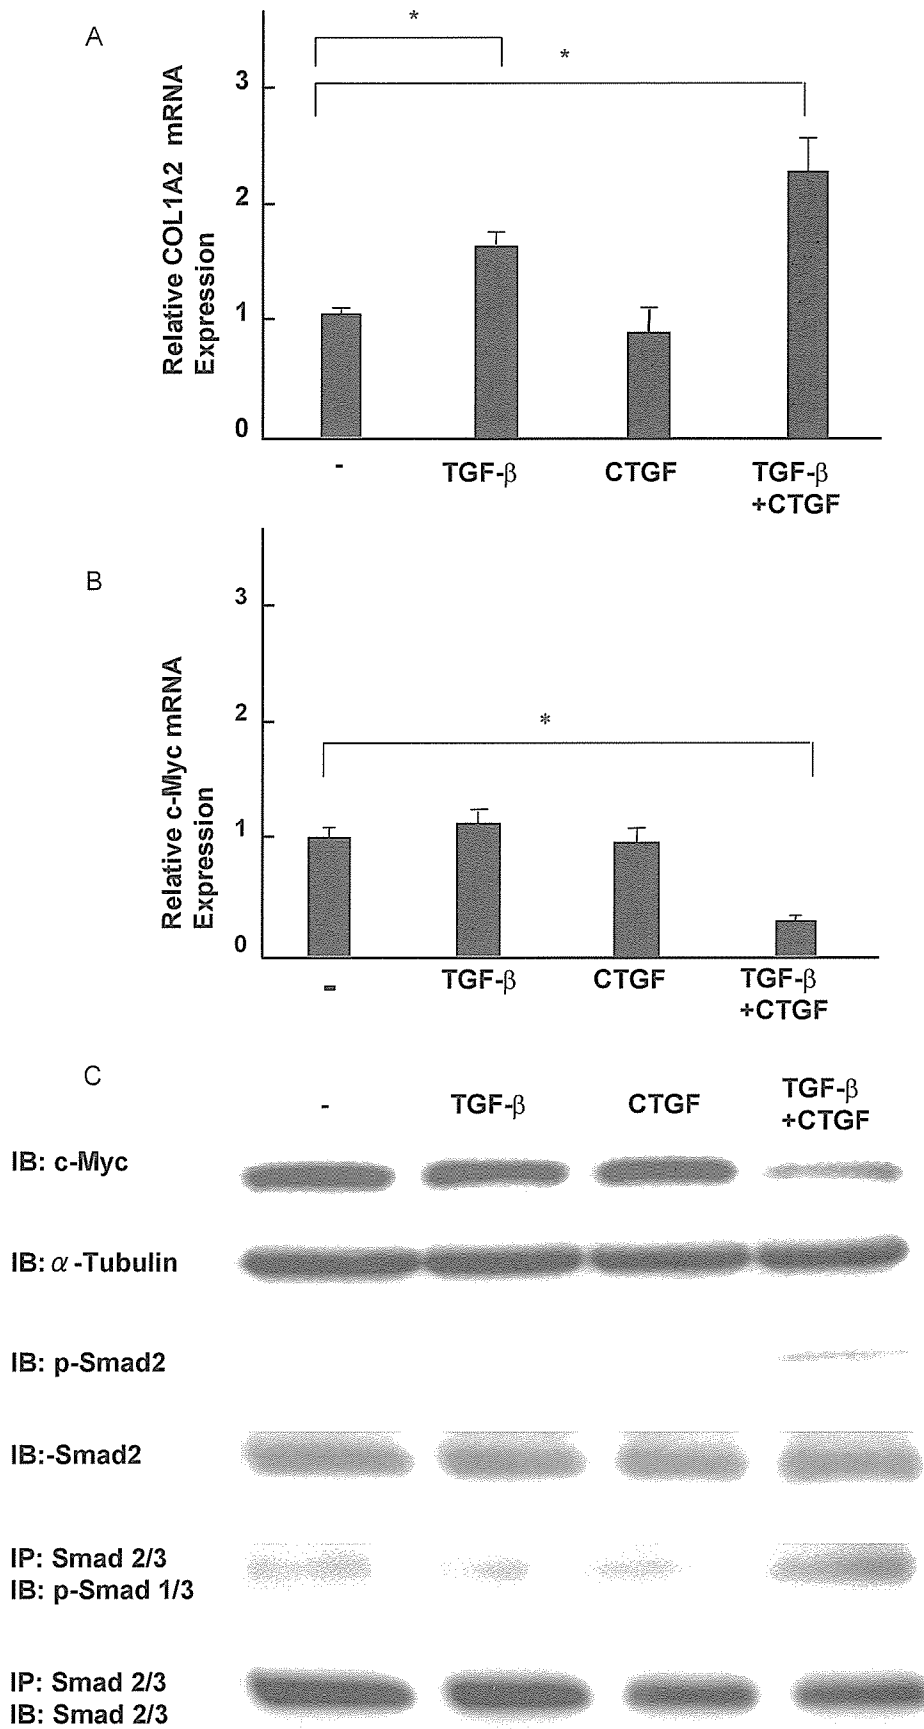 A
*
*
Relative COL1A2 mRNA
Expression
3
2
1
0
-
TGF-β
CTGF
TGF-β
+CTGF
B
*
Relative c-Myc mRNA
Expression
3
2
1
0
-
TGF-β
CTGF
TGF-β
+CTGF
C
-
TGF-β
CTGF
TGF-β
+CTGF
IB: c-Myc
IB: α-Tubulin
IB: p-Smad2
IB:-Smad2
IP: Smad 2/3
IB: p-Smad 1/3
IP: Smad 2/3
IB: Smad 2/3